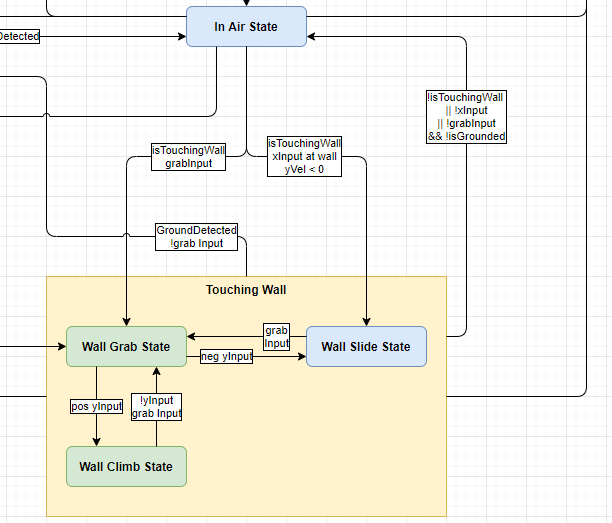 In Air State
Detected
!isTouchingWall
|| !xInput
|| !grabInput
&& !isGrounded
isTouchingWall
grabInput
isTouchingWall
xInput at wall
yVel < 0
GroundDetected
!grab Input
Touching Wall
Wall Grab State
grab
Input
neg yInput
Wall Slide State
pos yInput
!yInput
grab Input
Wall Climb State